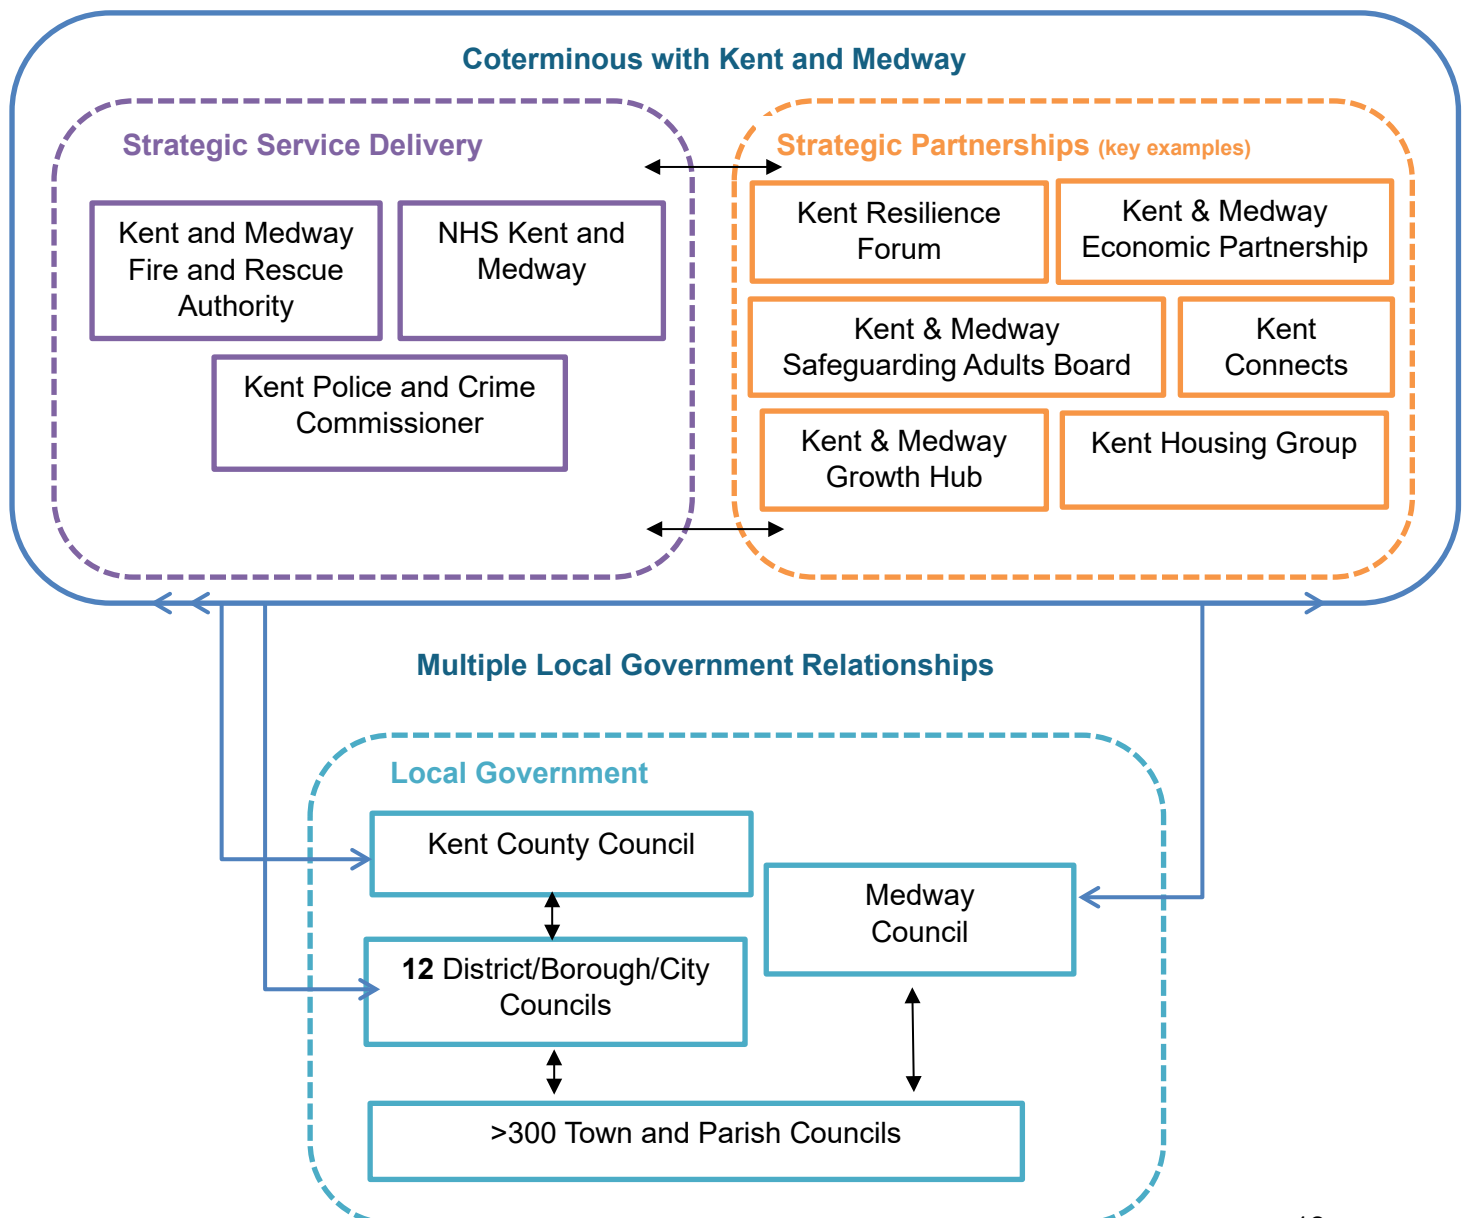 Coterminous with Kent and Medway
Strategic Service Delivery
Kent and Medway
Fire and Rescue
Authority
NHS Kent and
Medway
Kent Police and Crime
Commissioner
Strategic Partnerships (key examples)
Kent Resilience
Forum
Kent & Medway
Economic Partnership
Kent & Medway
Safeguarding Adults Board
Kent
Connects
Kent & Medway
Growth Hub
Kent Housing Group
Multiple Local Government Relationships
Local Government
Kent County Council
Medway
Council
12 District/Borough/City
Councils
>300 Town and Parish Councils